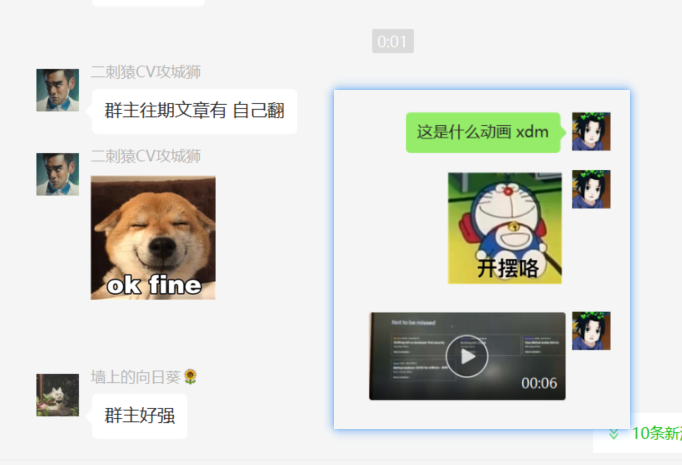 0:01
二刺猿CV攻城狮
群主往期文章有 自己翻
二刺猿CV攻城狮
ok fine
墙上的向日葵🌻
群主好强
这是什么动画 xdm
开摆咯
Not to be missed
00:06
10条新